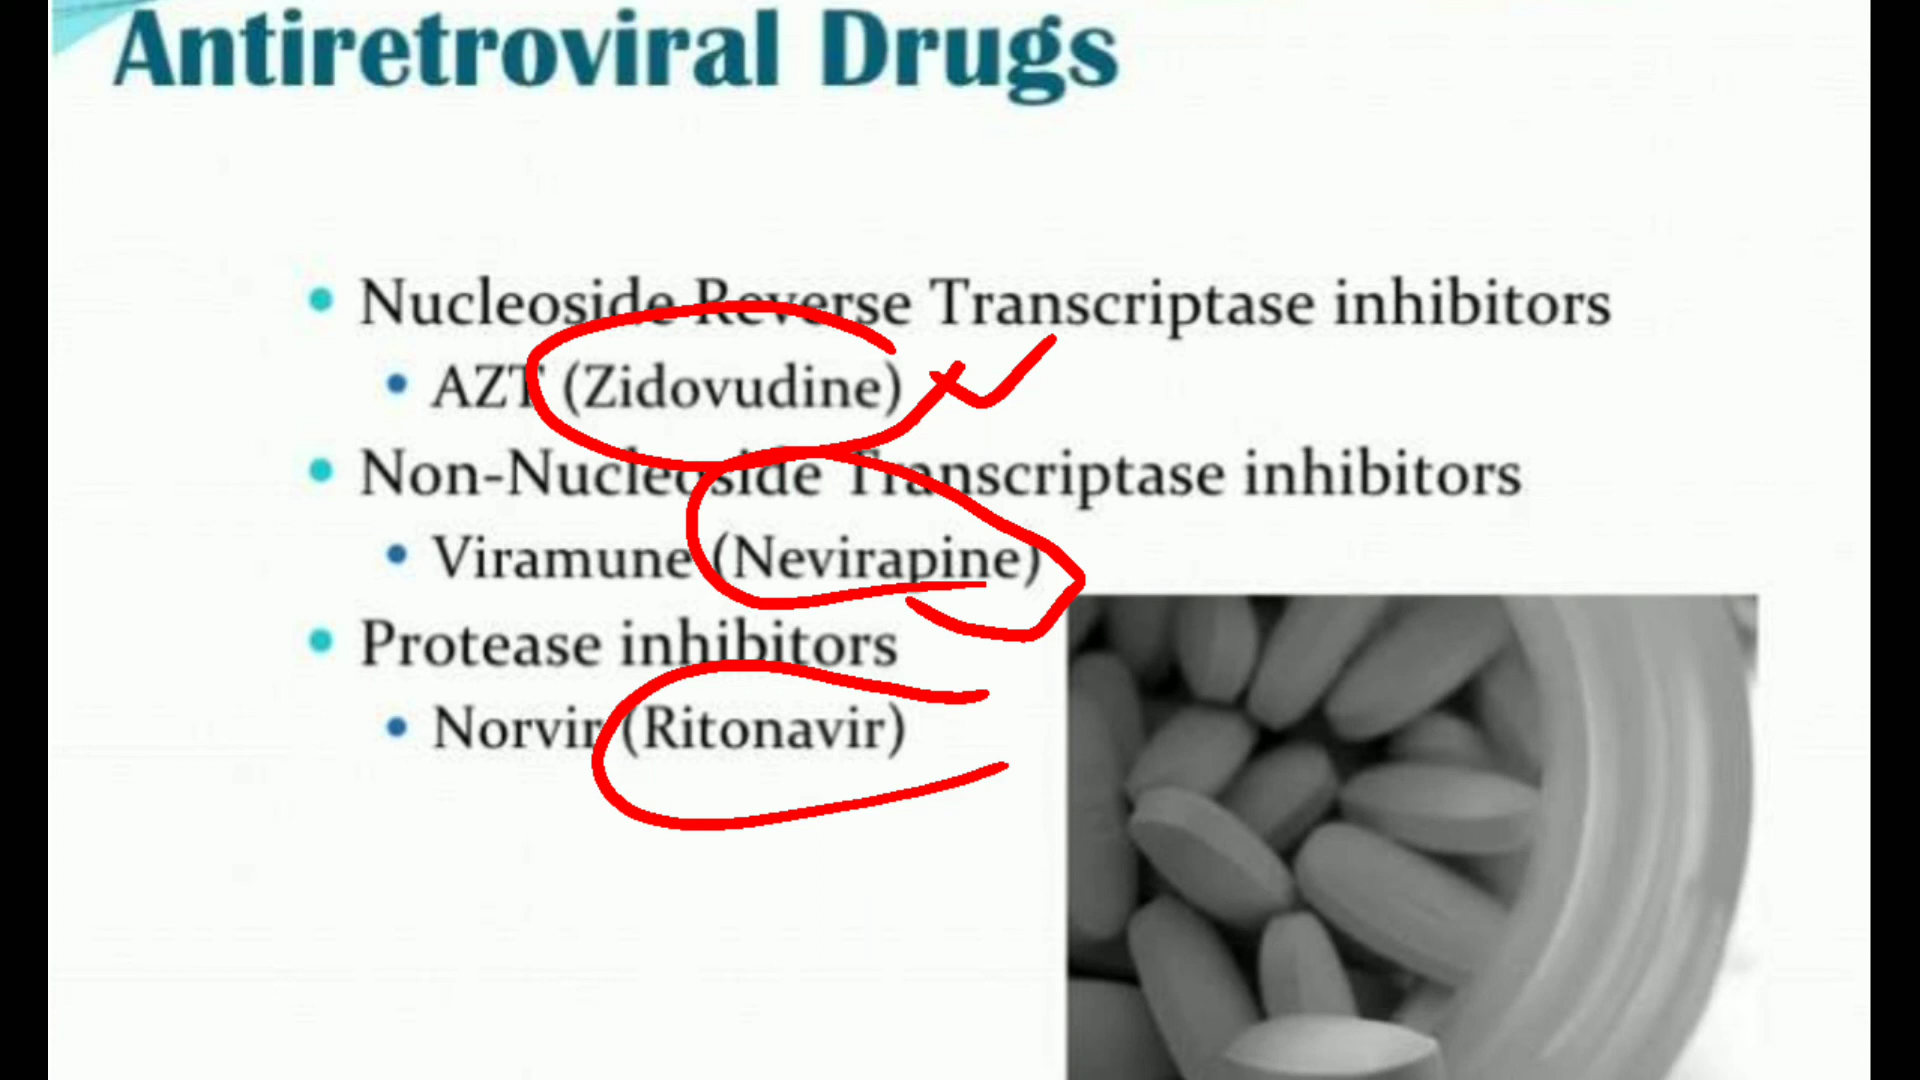 Antiretroviral Drugs
• Nucleoside Reverse Transcriptase inhibitors
• AZT (Zidovudine)
• Non-Nucleoside Transcriptase inhibitors
• Viramune (Nevirapine)
• Protease inhibitors
• Norvir (Ritonavir)